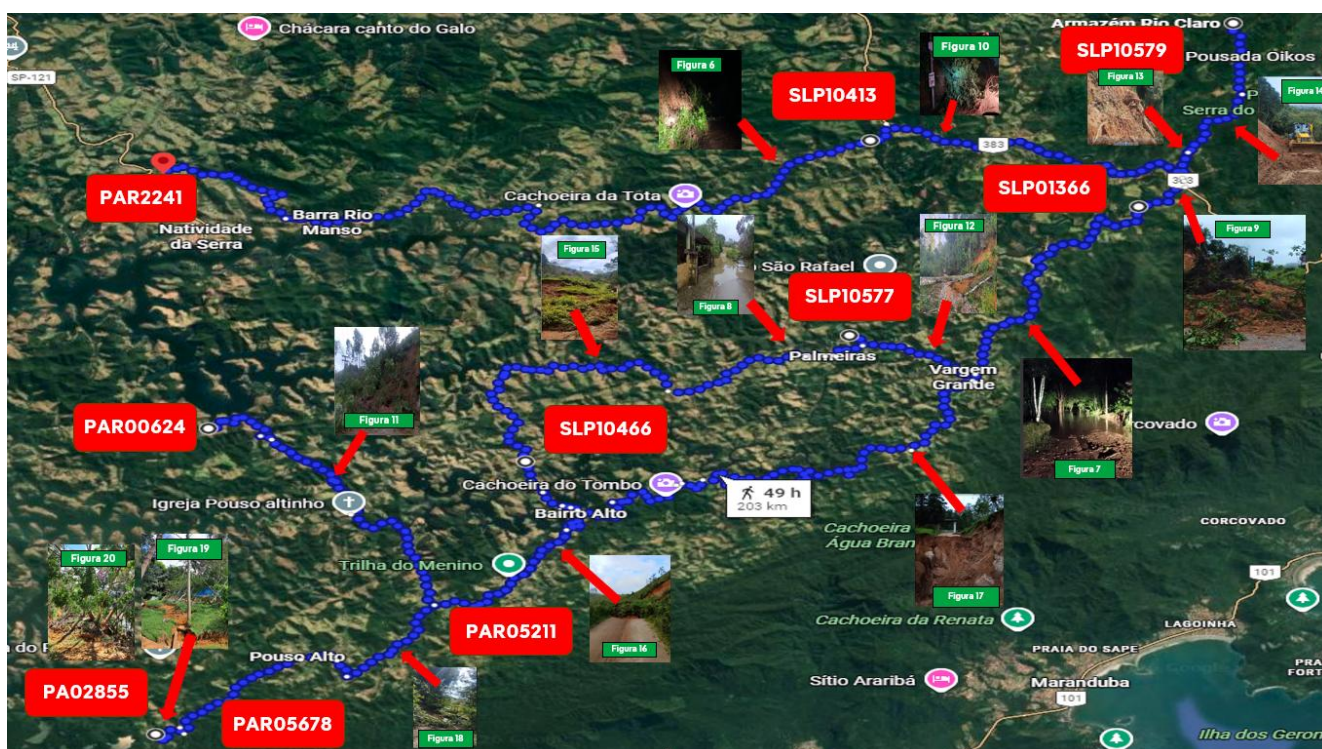 Chácara canto do Galo
SP-121
Armazém Rio Claro
SLP10579
Pousada Oikos
Figura 6
Figura 10
Figura 13
Figura 14
SLP10413
Serra do
383
PAR2241
Natividade
da Serra
Barra Rio
Manso
Cachoeira da Tota
SLP01366
Figura 15
Figura 8
Figura 12
Figura 9
São Rafael
SLP10577
Palmeiras
Vargem
Grande
Figura 11
PAR00624
SLP10466
Figura 7
Cachoeira do Tombo
49 h
203 km
Igreja Pouso altinho
Bairro Alto
Cachoeira
Água Bran
CORCOVADO
101
Figura 20
Figura 19
Trilha do Menino
Figura 17
PAR05211
Figura 16
Cachoeira da Renata
LAGOINHA
PRAIA DO SAPE
Pouso Alto
PA02855
Sítio Araribá
Maranduba
101
PAR05678
Figura 18
Ilha dos Geron